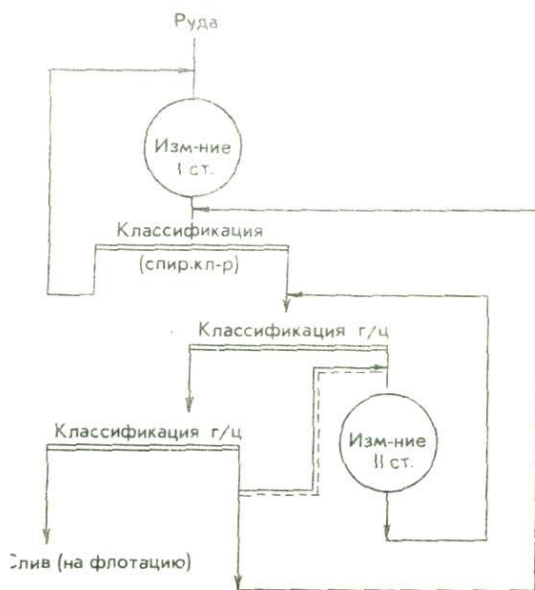 Руда
Изм-ние
I ст.
Классификация
(спир.кл-р)
Классификация г/ц
Классификация г/ц
Изм-ние
II ст.
Слив (на флотацию)